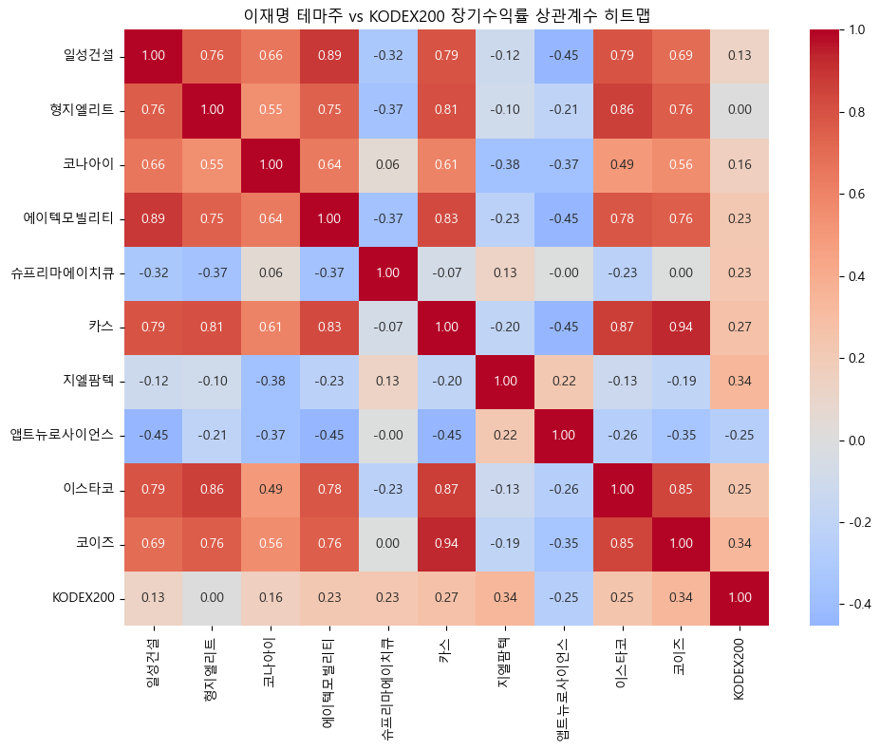 이재명 테마주 vs KODEX200 장기수익률 상관계수 히트맵
일성건설 1.00 0.76 0.66 0.89 -0.32 0.79 -0.12 -0.45 0.79 0.69 0.13
형지엘리트 0.76 1.00 0.55 0.75 -0.37 0.81 -0.10 -0.21 0.86 0.76 0.00
코나아이 0.66 0.55 1.00 0.64 0.06 0.61 -0.38 -0.37 0.49 0.56 0.16
에이텍모빌리티 0.89 0.75 0.64 1.00 -0.37 0.83 -0.23 -0.45 0.78 0.76 0.23
슈프리마에이치큐 -0.32 -0.37 0.06 -0.37 1.00 -0.07 0.13 -0.00 -0.23 0.00 0.23
카스 0.79 0.81 0.61 0.83 -0.07 1.00 -0.20 -0.45 0.87 0.94 0.27
지엘팜텍 -0.12 -0.10 -0.38 -0.23 0.13 -0.20 1.00 0.22 -0.13 -0.19 0.34
앱트뉴로사이언스 -0.45 -0.21 -0.37 -0.45 -0.00 -0.45 0.22 1.00 -0.26 -0.35 -0.25
이스타코 0.79 0.86 0.49 0.78 -0.23 0.87 -0.13 -0.26 1.00 0.85 0.25
코이즈 0.69 0.76 0.56 0.76 0.00 0.94 -0.19 -0.35 0.85 1.00 0.34
KODEX200 0.13 0.00 0.16 0.23 0.23 0.27 0.34 -0.25 0.25 0.34 1.00
일성건설
형지엘리트
코나아이
에이텍모빌리티
슈프리마에이치큐
카스
지엘팜텍
앱트뉴로사이언스
이스타코
코이즈
KODEX200
1.0
0.8
0.6
0.4
0.2
0.0
-0.2
-0.4